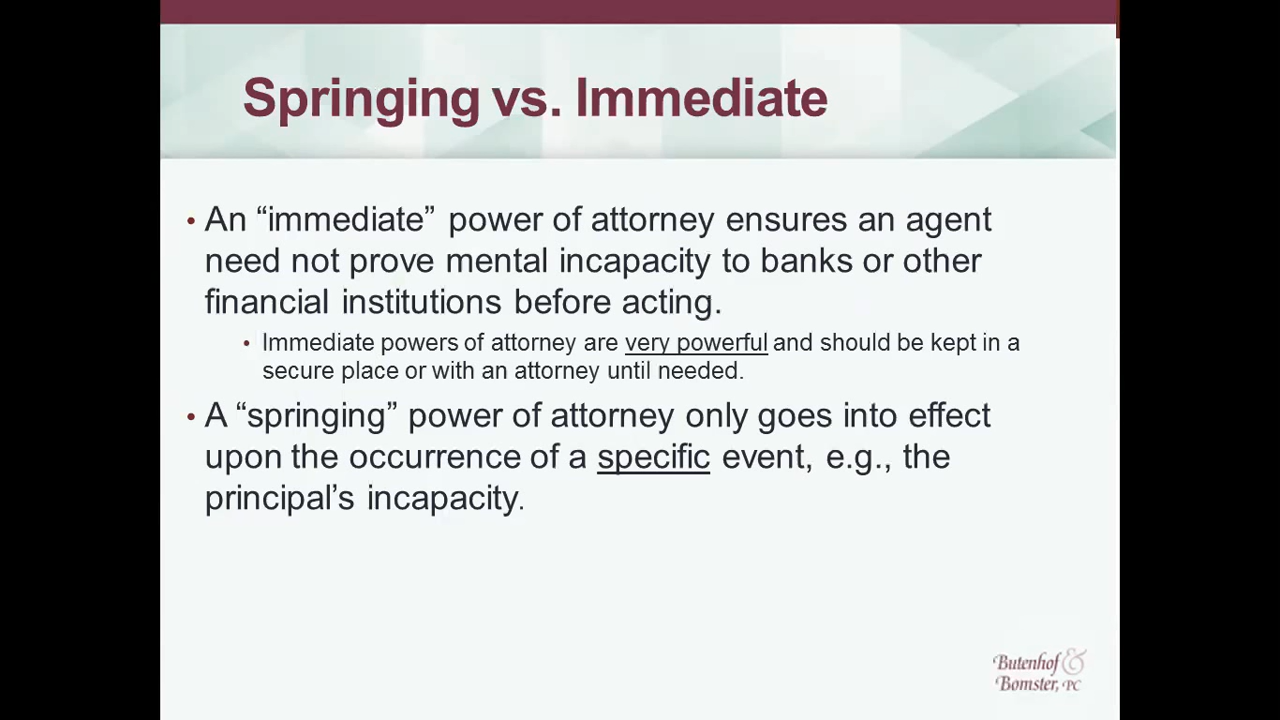 Springing vs. Immediate
• An “immediate” power of attorney ensures an agent
need not prove mental incapacity to banks or other
financial institutions before acting.
• Immediate powers of attorney are very powerful and should be kept in a
secure place or with an attorney until needed.
• A “springing” power of attorney only goes into effect
upon the occurrence of a specific event, e.g., the
principal’s incapacity.
Butenhof &
Bomster, PC